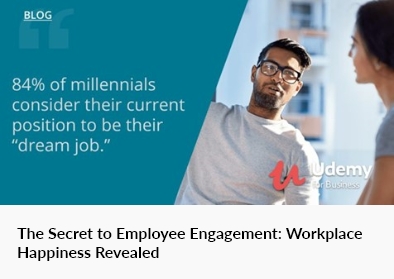 BLOG
84% of millennials
consider their current
position to be their
“dream job.”
Udemy
for Business
The Secret to Employee Engagement: Workplace
Happiness Revealed